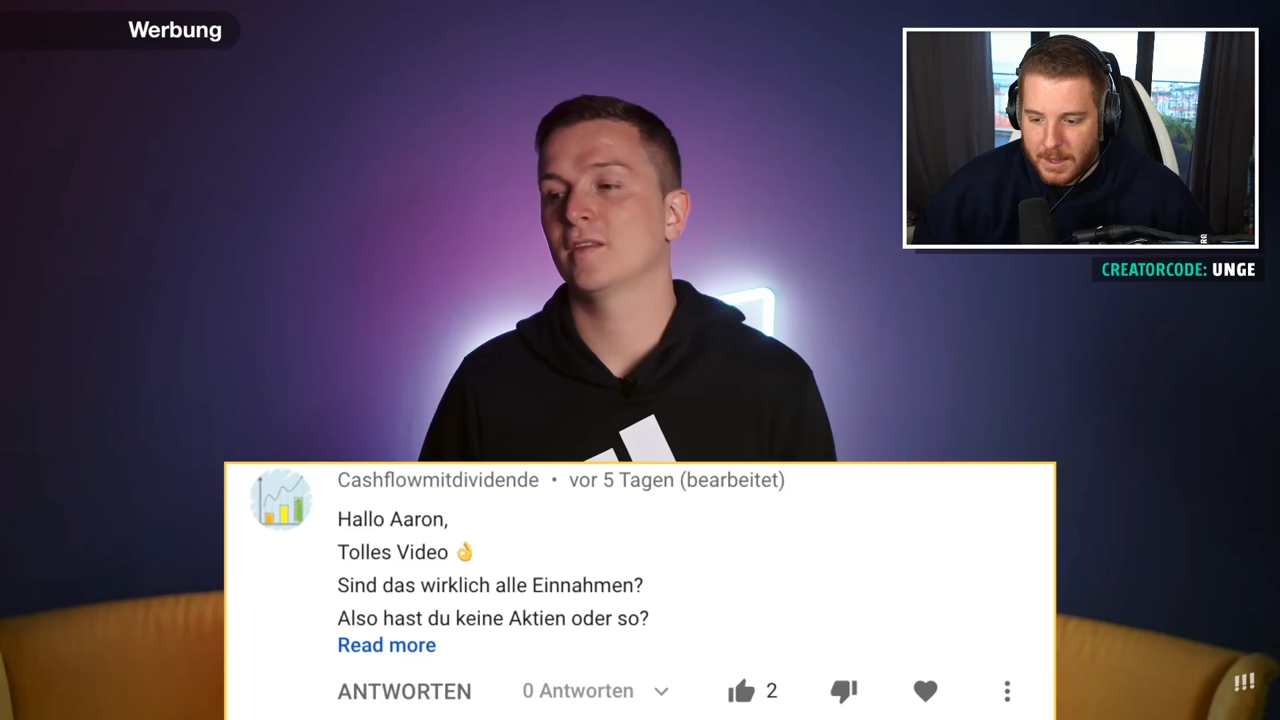 Werbung
CREATORCODE: UNGE
Cashflowmitdividende • vor 5 Tagen (bearbeitet)
Hallo Aaron,
Tolles Video 👌
Sind das wirklich alle Einnahmen?
Also hast du keine Aktien oder so?
Read more
ANTWORTEN 0 Antworten 2
!!!